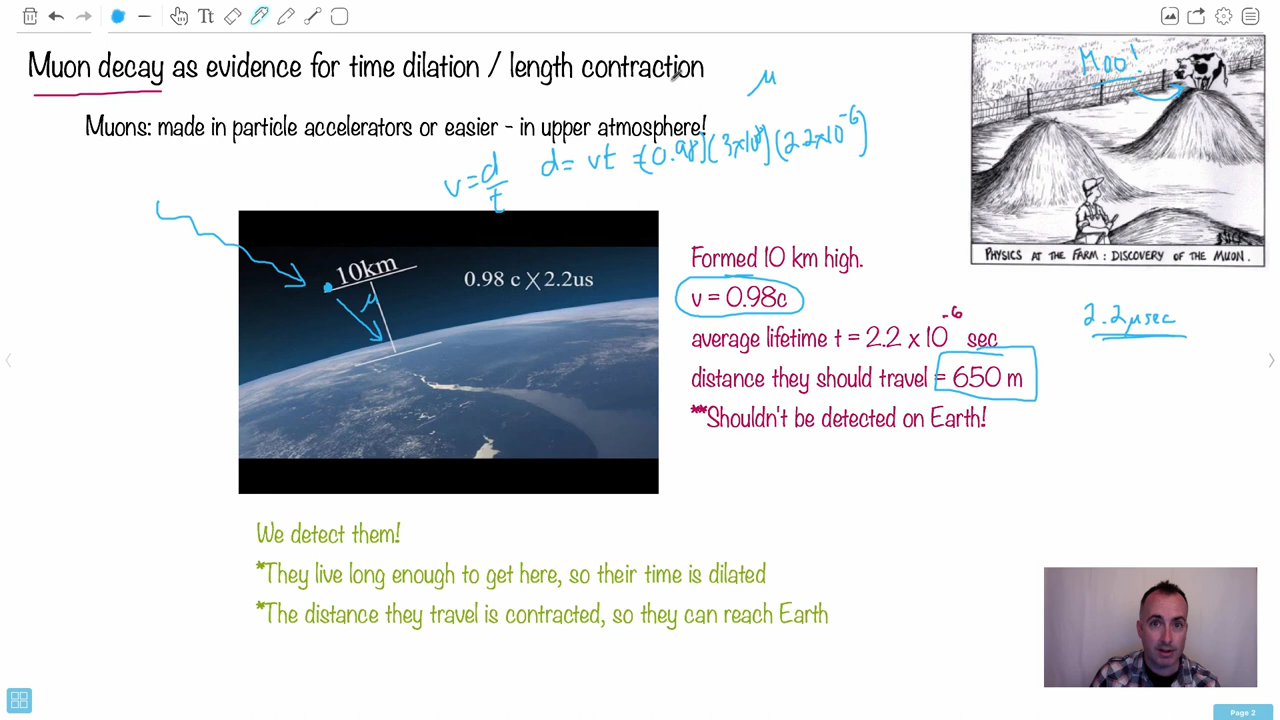 Tt
Muon decay as evidence for time dilation / length contraction
μ
Moo!
Muons: made in particle accelerators or easier - in upper atmosphere!
v = d/t d = vt = (0.98)(3x10⁸)(2.2x10⁻⁶)
PHYSICS AT THE FARM: DISCOVERY OF THE MUON.
10km
0.98 c X 2.2us
μ
Formed 10 km high.
v = 0.98c
average lifetime t = 2.2 x 10⁻⁶ sec
distance they should travel = 650 m
**Shouldn't be detected on Earth!
2.2μsec
We detect them!
*They live long enough to get here, so their time is dilated
*The distance they travel is contracted, so they can reach Earth
Page 2